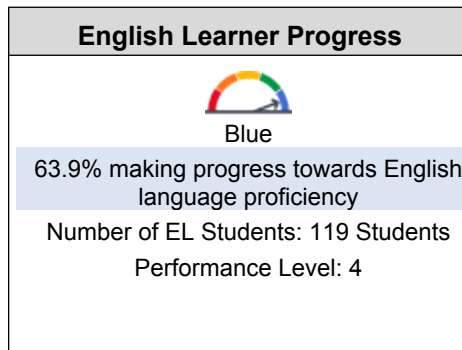 English Learner Progress
Blue
63.9% making progress towards English
language proficiency
Number of EL Students: 119 Students
Performance Level: 4